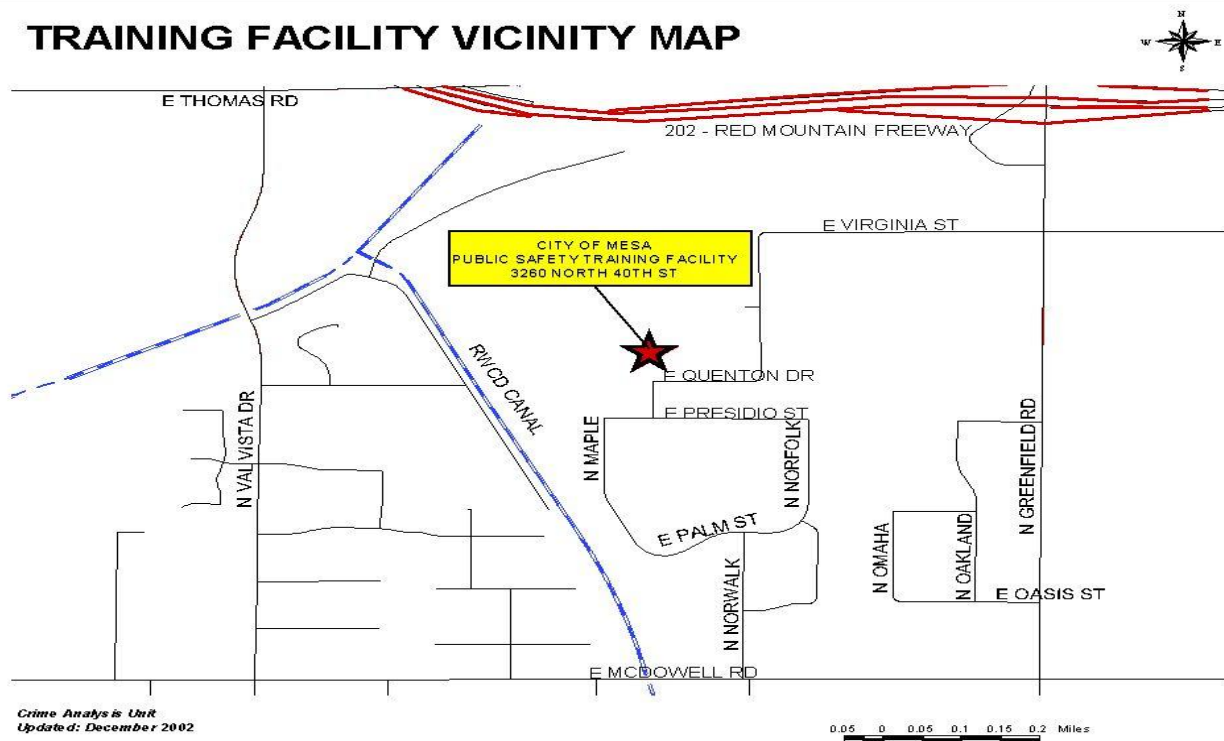 TRAINING FACILITY VICINITY MAP
N
W E
S
E THOMAS RD
202 - RED MOUNTAIN FREEWAY
E VIRGINIA ST
CITY OF MESA
PUBLIC SAFETY TRAINING FACILITY
3260 NORTH 40TH ST
RWCD CANAL
E QUENTON DR
E PRESIDIO ST
N VAL VISTA DR
N MAPLE
N NORFOLK
N GREENFIELD RD
E PALM ST
N OMAHA
N OAKLAND
N NORWALK
E OASIS ST
E MCDOWELL RD
Crime Analysis Unit
Updated: December 2002
0.05 0 0.05 0.1 0.15 0.2 Miles